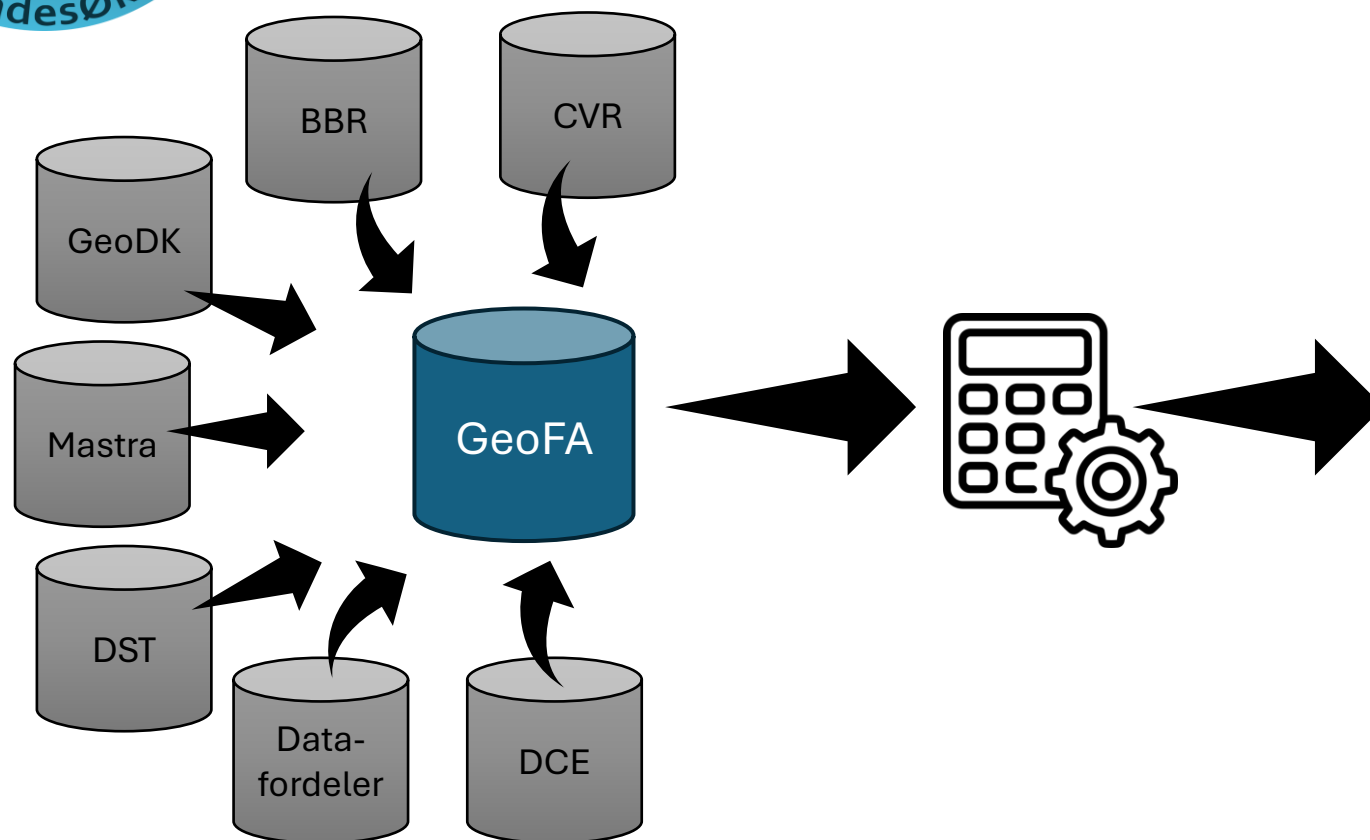 BBR
CVR
GeoDK
GeoFA
Mastra
DST
Data-
fordeler
DCE